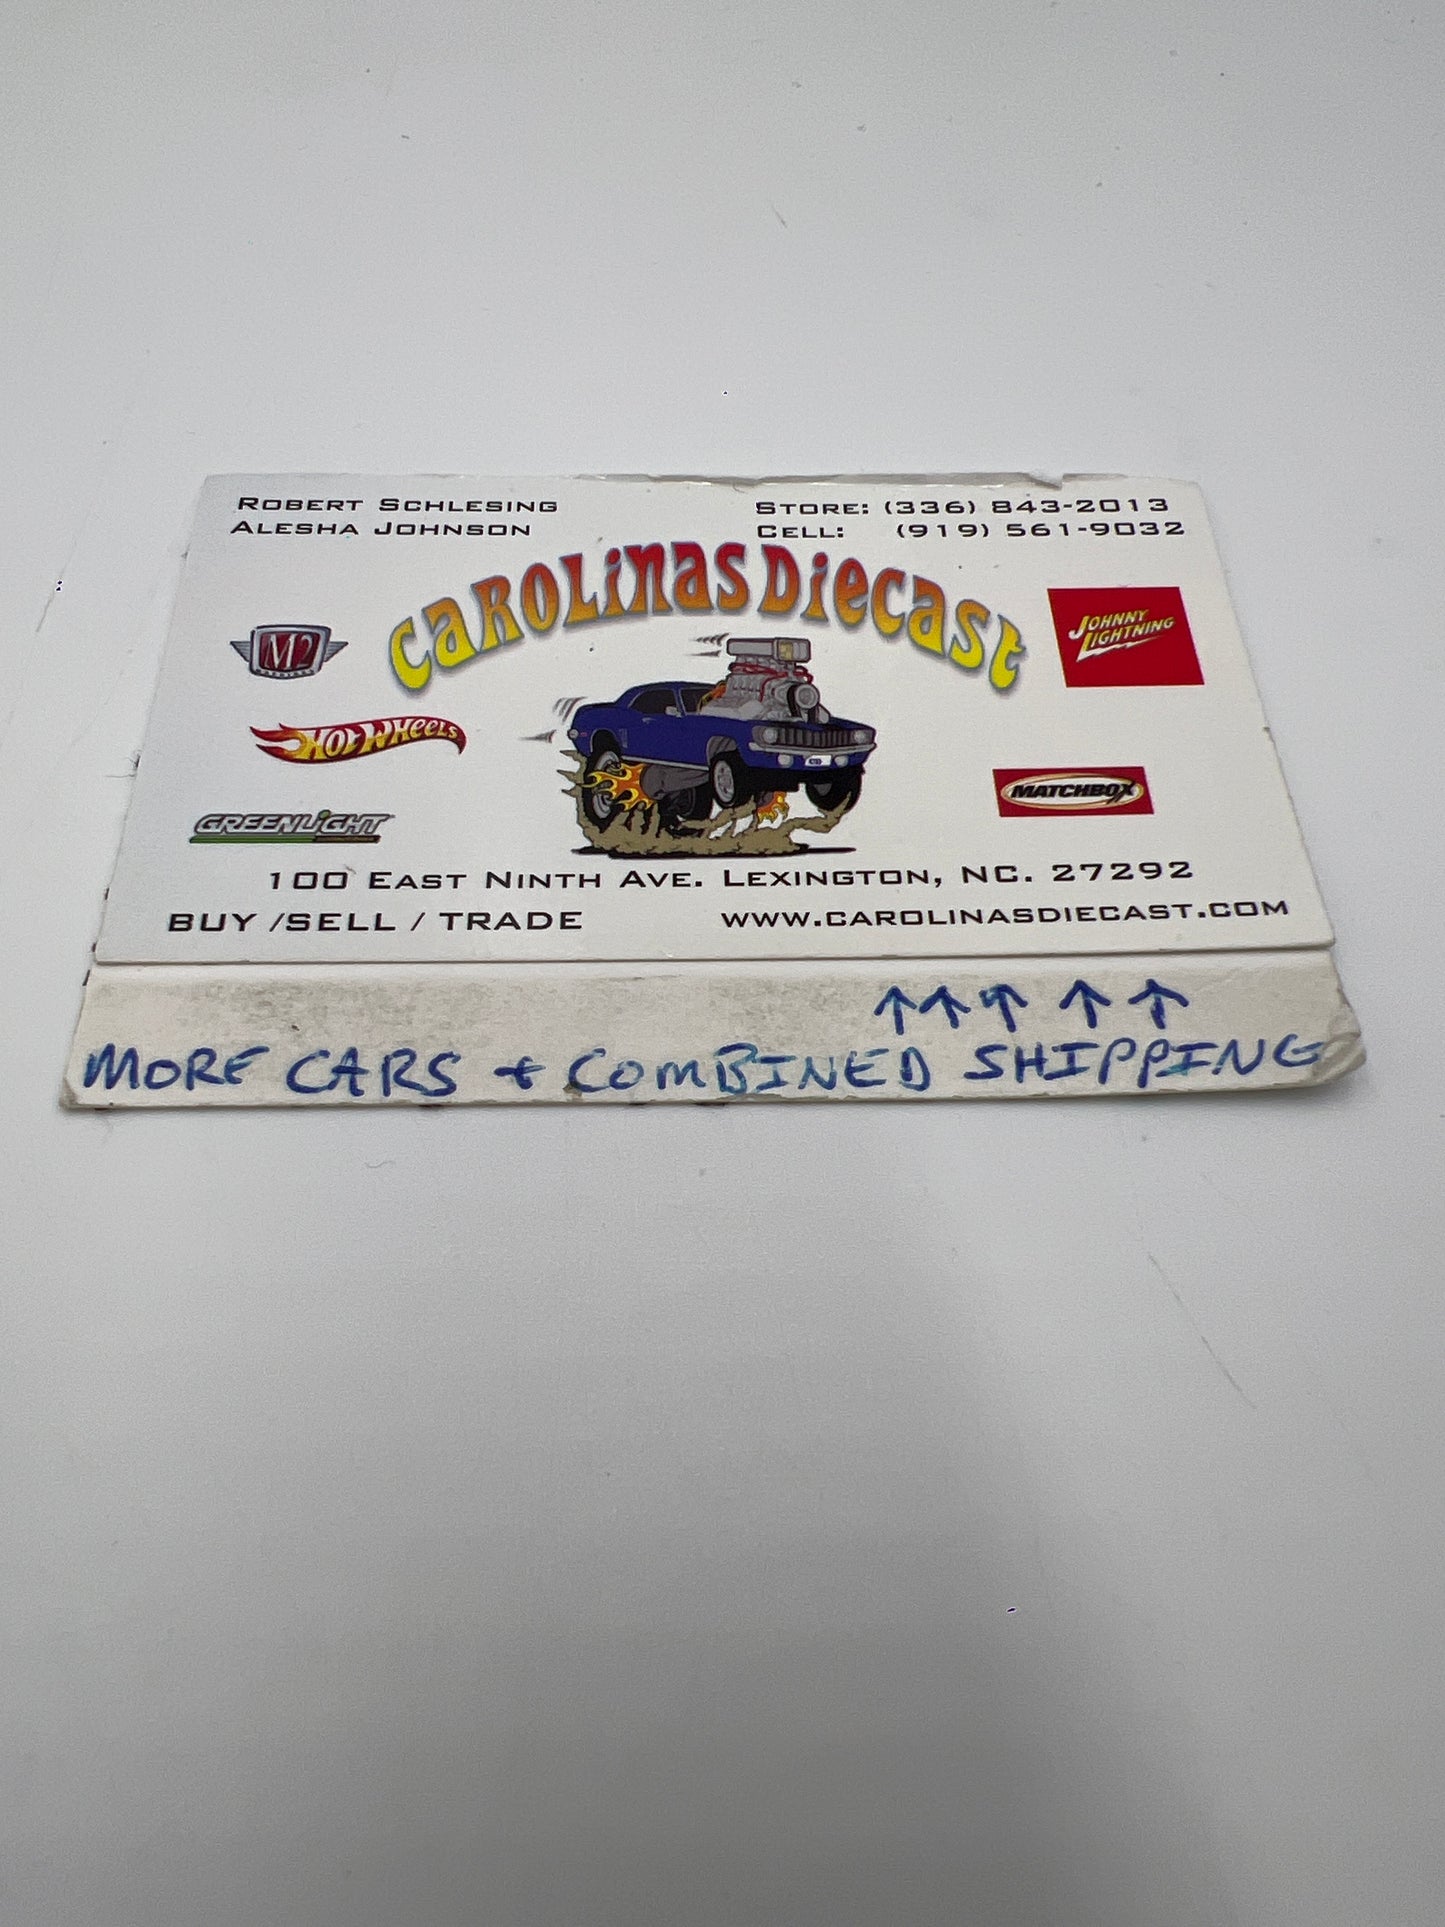 Robert Schlesing
Alesha Johnson
Store: (336) 843-2013
Cell: (919) 561-9032
Carolinas Diecast
M2
Johnny Lightning
Hot Wheels
Matchbox
Greenlight
100 East Ninth Ave. Lexington, NC. 27292
BUY /SELL / TRADE
www.carolinasdiecast.com
↑ ↑ ↑ ↑ ↑
MORE CARS + COMBINED SHIPPING